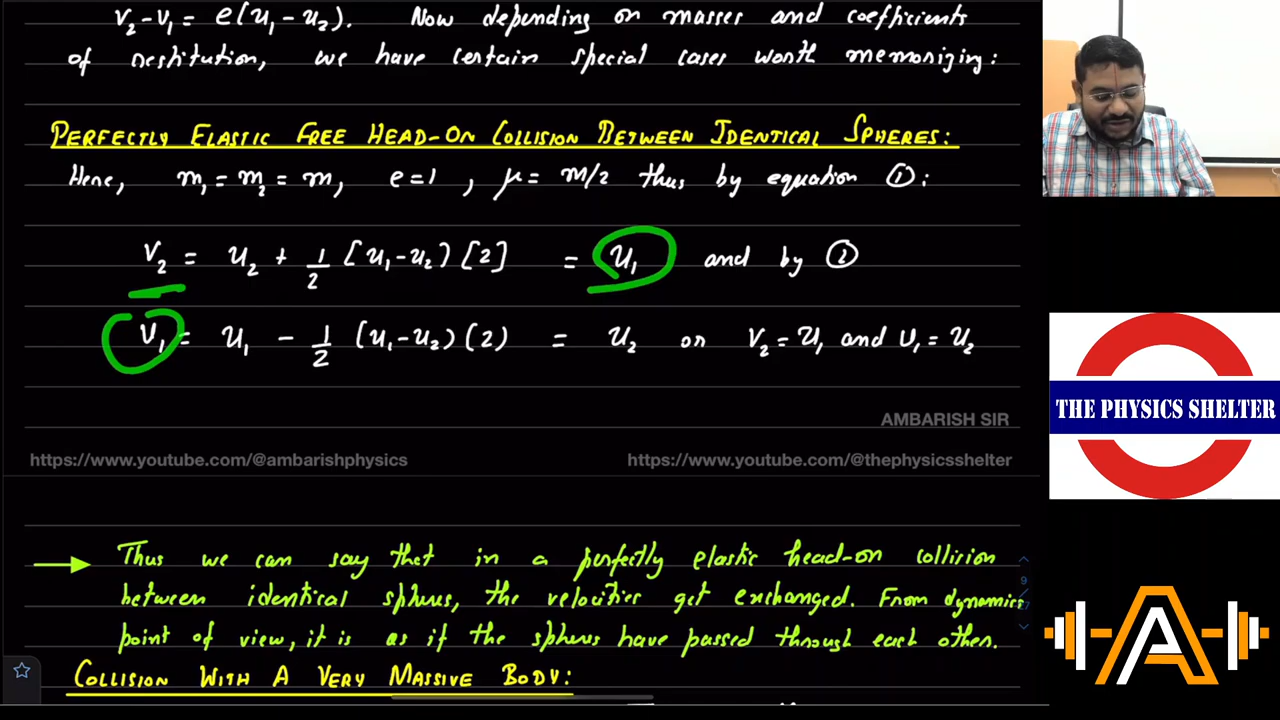 V₂-V₁ = e(u₁-u₂). Now depending on masses and coefficients
of restitution, we have certain special cases worth memorizing:
PERFECTLY ELASTIC FREE HEAD-ON COLLISION BETWEEN IDENTICAL SPHERES:
Here, m₁ = m₂ = m, e=1, μ = m/2 thus by equation ①:
V₂ = u₂ + 1/2 [u₁-u₂)[2] = u₁ and by ②
V₁ = u₁ - 1/2 (u₁-u₂)(2) = u₂ or V₂ = u₁ and V₁ = u₂
AMBARISH SIR
https://www.youtube.com/@ambarishphysics
https://www.youtube.com/@thephysicsshelter
Thus we can say that in a perfectly elastic head-on collision
between identical spheres, the velocities get exchanged. From dynamics
point of view, it is as if the spheres have passed through each other.
COLLISION WITH A VERY MASSIVE BODY:
THE PHYSICS SHELTER
A